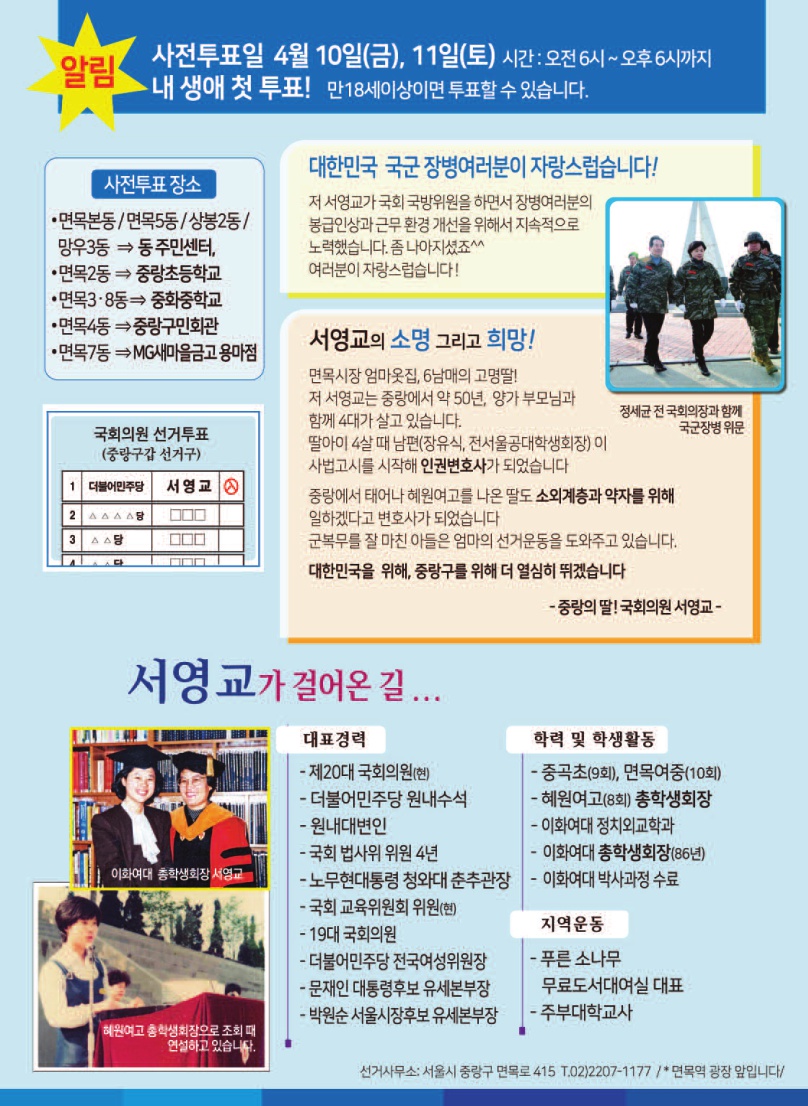 알림
사전투표일 4월 10일(금), 11일(토) 시간 : 오전 6시 ~ 오후 6시까지
내 생애 첫 투표! 만18세이상이면 투표할 수 있습니다.
사전투표 장소
•면목본동 / 면목5동 / 상봉2동 /
망우3동 ⇒ 동 주민센터,
•면목2동 ⇒ 중랑초등학교
•면목3·8동 ⇒ 중화중학교
•면목4동 ⇒ 중랑구민회관
•면목7동 ⇒ MG새마을금고 용마점
대한민국 국군 장병여러분이 자랑스럽습니다!
저 서영교가 국회 국방위원을 하면서 장병여러분의
봉급인상과 근무 환경 개선을 위해서 지속적으로
노력했습니다. 좀 나아지셨죠^^
여러분이 자랑스럽습니다 !
정세균 전 국회의장과 함께
국군장병 위문
서영교의 소명 그리고 희망!
면목시장 엄마옷집, 6남매의 고명딸!
저 서영교는 중랑에서 약 50년, 양가 부모님과
함께 4대가 살고 있습니다.
딸아이 4살 때 남편(장유식, 전서울공대학생회장) 이
사법고시를 시작해 인권변호사가 되었습니다
중랑에서 태어나 혜원여고를 나온 딸도 소외계층과 약자를 위해
일하겠다고 변호사가 되었습니다
군복무를 잘 마친 아들은 엄마의 선거운동을 도와주고 있습니다.
대한민국을 위해, 중랑구를 위해 더 열심히 뛰겠습니다
- 중랑의 딸! 국회의원 서영교 -
국회의원 선거투표
(중랑구갑 선거구)
1 더불어민주당 서영교
2 △△△△당 □□□
3 △△당 □□□
4 △△당 □□□
서영교가 걸어온 길 ...
이화여대 총학생회장 서영교
혜원여고 총학생회장으로 조회 때
연설하고 있습니다.
대표경력
- 제20대 국회의원(현)
- 더불어민주당 원내수석
- 원내대변인
- 국회 법사위 위원 4년
- 노무현대통령 청와대 춘추관장
- 국회 교육위원회 위원(현)
- 19대 국회의원
- 더불어민주당 전국여성위원장
- 문재인 대통령후보 유세본부장
- 박원순 서울시장후보 유세본부장
학력 및 학생활동
- 중곡초(9회), 면목여중(10회)
- 혜원여고(8회) 총학생회장
- 이화여대 정치외교학과
- 이화여대 총학생회장(86년)
- 이화여대 박사과정 수료
지역운동
- 푸른 소나무
무료도서대여실 대표
- 주부대학교사
선거사무소: 서울시 중랑구 면목로 415 T.02)2207-1177 / * 면목역 광장 앞입니다/